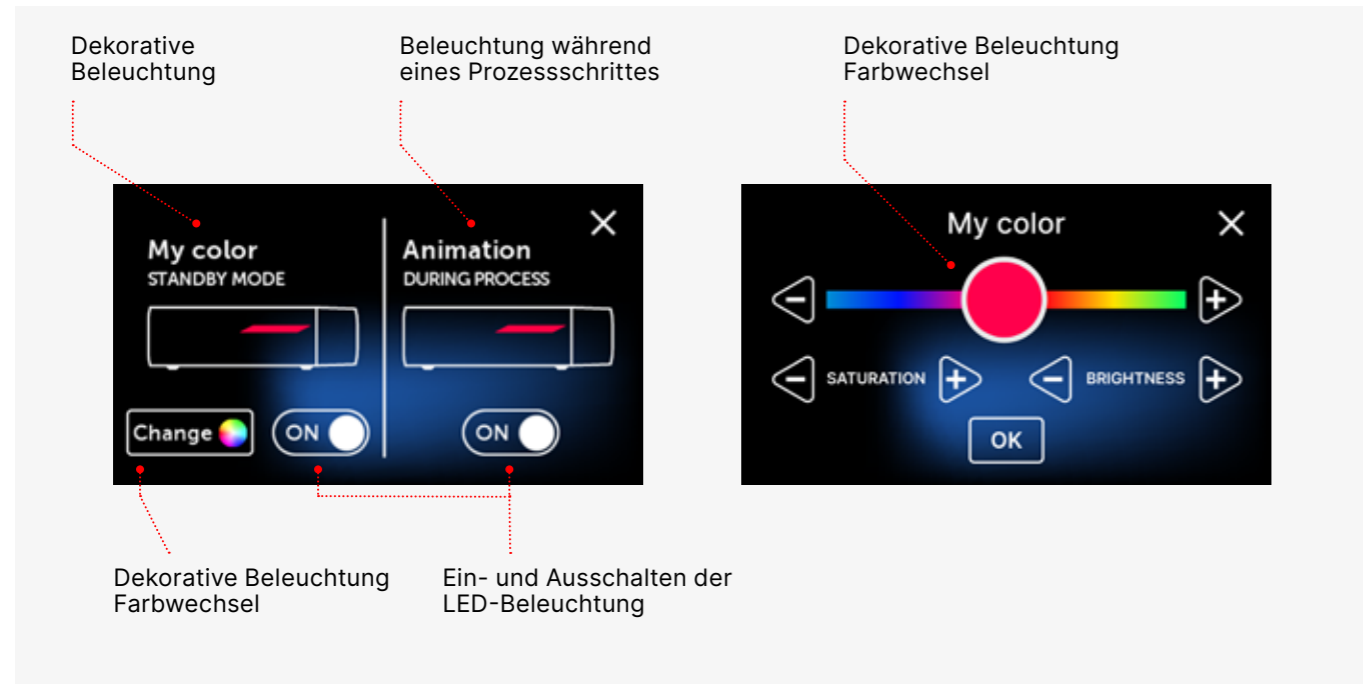 Dekorative
Beleuchtung
Beleuchtung während
eines Prozessschrittes
Dekorative Beleuchtung
Farbwechsel
My color
STANDBY MODE
Animation
DURING PROCESS
Change
ON
ON
My color
SATURATION
BRIGHTNESS
OK
Dekorative Beleuchtung
Farbwechsel
Ein- und Ausschalten der
LED-Beleuchtung